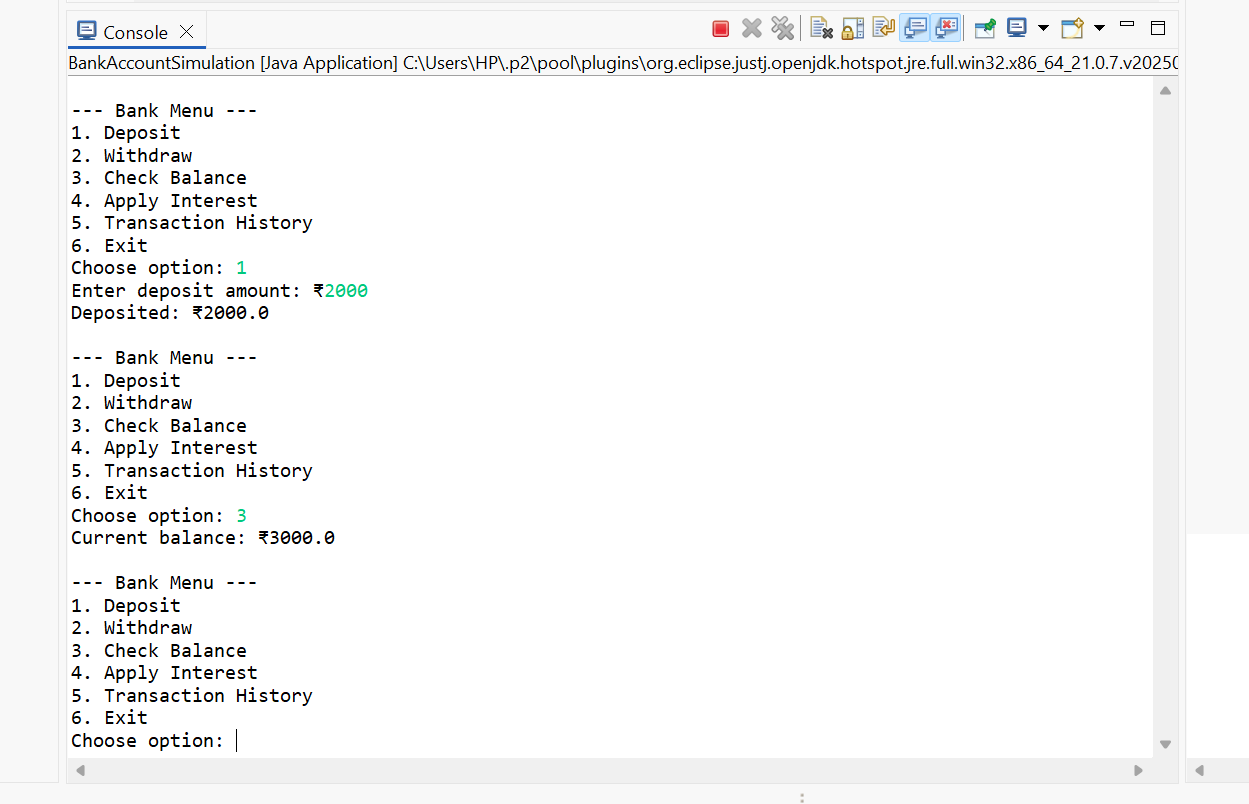 Console
BankAccountSimulation [Java Application] C:\Users\HP\.p2\pool\plugins\org.eclipse.justj.openjdk.hotspot.jre.full.win32.x86_64_21.0.7.v20250
--- Bank Menu ---
1. Deposit
2. Withdraw
3. Check Balance
4. Apply Interest
5. Transaction History
6. Exit
Choose option: 1
Enter deposit amount: ₹2000
Deposited: ₹2000.0
--- Bank Menu ---
1. Deposit
2. Withdraw
3. Check Balance
4. Apply Interest
5. Transaction History
6. Exit
Choose option: 3
Current balance: ₹3000.0
--- Bank Menu ---
1. Deposit
2. Withdraw
3. Check Balance
4. Apply Interest
5. Transaction History
6. Exit
Choose option: